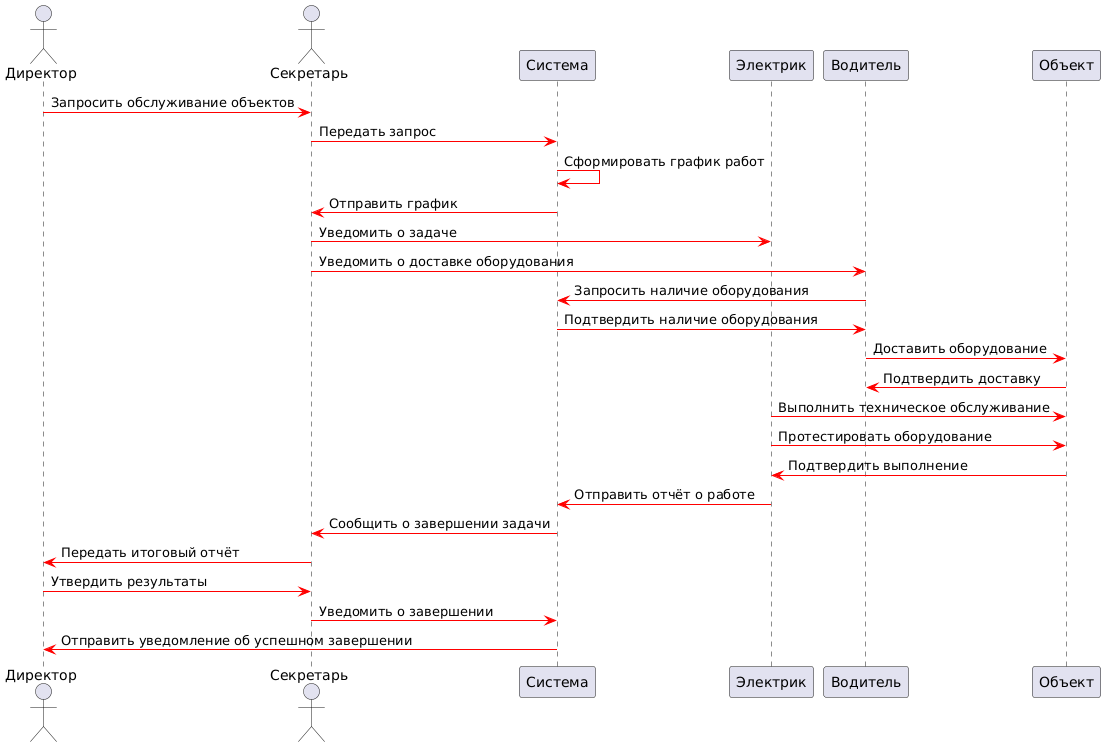 Директор
Секретарь
Система
Электрик
Водитель
Объект
Запросить обслуживание объектов
Передать запрос
Сформировать график работ
Отправить график
Уведомить о задаче
Уведомить о доставке оборудования
Запросить наличие оборудования
Подтвердить наличие оборудования
Доставить оборудование
Подтвердить доставку
Выполнить техническое обслуживание
Протестировать оборудование
Подтвердить выполнение
Отправить отчёт о работе
Сообщить о завершении задачи
Передать итоговый отчёт
Утвердить результаты
Уведомить о завершении
Отправить уведомление об успешном завершении
Директор
Секретарь
Система
Электрик
Водитель
Объект